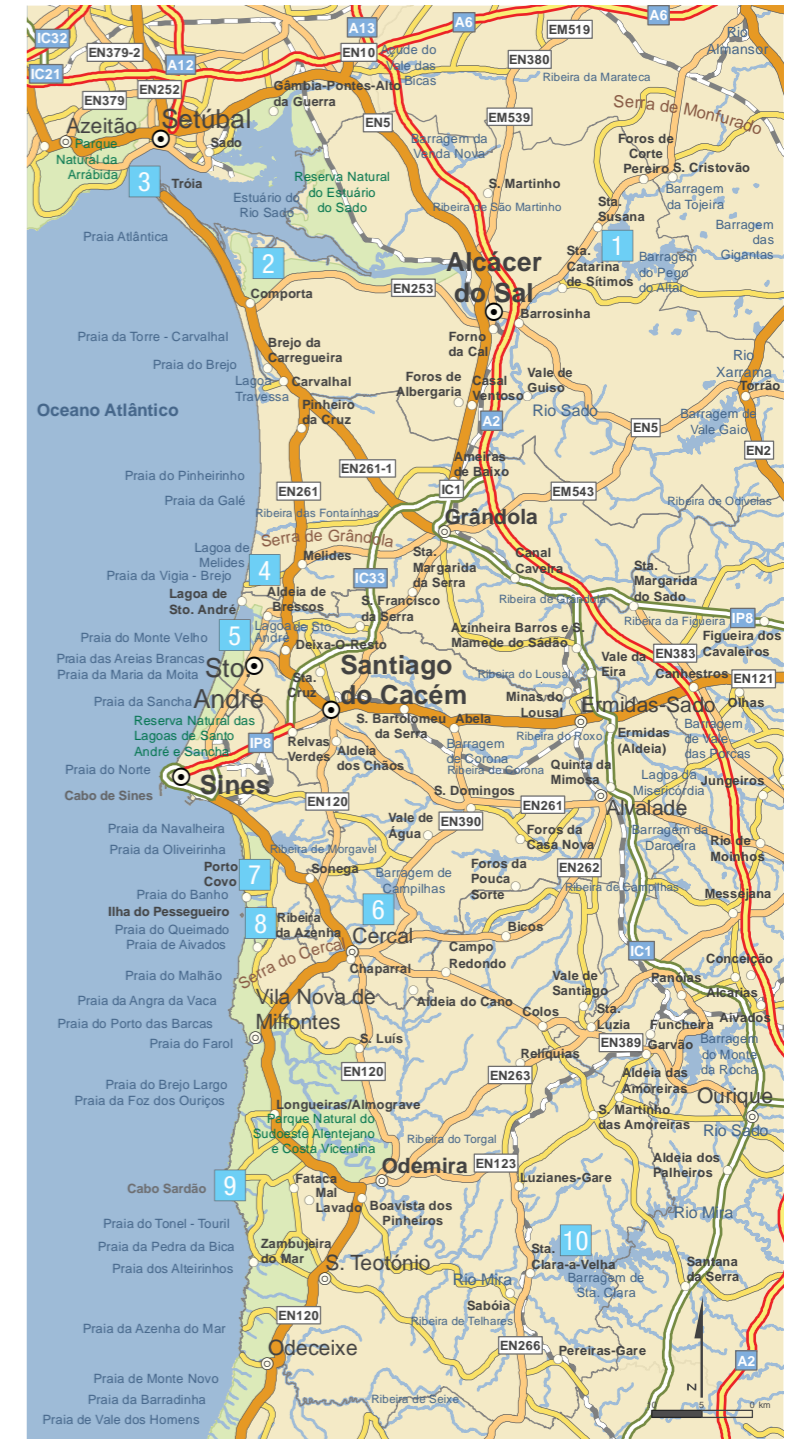 IC32
EN379-2
A13
A6
EM519
A6
Rio
Almansor
IC21
A12
EN10
Açude do
Vale das
Bicas
EN380
Ribeira da Marateca
EN379
EN252
Gâmbia-Pontes-Alto
da Guerra
EN5
EM539
Serra de Monfurado
Azeitão
Setúbal
Sado
Parque
Natural da
Arrábida
Barragem da
Venda Nova
Foros de
Corte
Pereiro
S. Cristovão
3
Tróia
Reserva Natural
do Estuário
do Sado
Estuário do
Rio Sado
S. Martinho
Ribeira de São Martinho
Barragem
da Tojeira
Sta.
Susana
1
Barragem
das
Gigantas
Praia Atlântica
2
Alcácer
do Sal
Sta.
Catarina
de Sítimos
Barragem
do Pego
do Altar
Comporta
EN253
Barrosinha
Praia da Torre - Carvalhal
Brejo da
Carregueira
Forno
da Cal
Praia do Brejo
Lagoa
Travessa
Carvalhal
Foros de
Albergaria
Casal
Ventoso
Vale de
Guiso
Rio
Xarrama
Torrão
Oceano Atlântico
Pinheiro
da Cruz
A2
Rio Sado
EN5
Barragem de
Vale Gaio
EN2
Ameiras
de Baixo
Praia do Pinheirinho
EN261-1
EN261
IC1
EM543
Praia da Galé
Ribeira das Fontaínhas
Ribeira de Odivelas
Grândola
Serra de Grândola
Lagoa de
Melides
4
Melides
Sta.
Margarida
da Serra
Canal
Caveira
Sta.
Margarida
do Sado
Praia da Vigia - Brejo
IC33
Lagoa de
Sto. André
Aldeia de
Brescos
S. Francisco
da Serra
Ribeira de Grândola
IP8
Ribeira da Figueira
5
Lagoa de Sto.
André
Praia do Monte Velho
Azinheira Barros e S.
Mamede do Sádão
Figueira dos
Cavaleiros
Deixa-O-Resto
Praia das Areias Brancas
Praia da Maria da Moita
Sto.
André
Sta.
Cruz
Santiago
do Cacém
Vale da
Eira
EN383
Canhestros
EN121
Ribeira do Lousal
Minas do
Lousal
Ermidas-Sado
Olhas
Praia da Sancha
Reserva Natural das
Lagoas de Santo
André e Sancha
S. Bartolomeu
da Serra
Abela
Ribeira do Roxo
Ermidas
(Aldeia)
Barragem
de Vale
das Porcas
IP8
Relvas
Verdes
Aldeia
dos Chãos
Barragem
de Corona
Ribeira de Corona
Quinta da
Mimosa
Lagoa da
Misericórdia
Jungeiros
Praia do Norte
Sines
Cabo de Sines
S. Domingos
EN120
EN261
Alvalade
Praia da Navalheira
Vale de
Água
EN390
Foros da
Casa Nova
Barragem da
Daroeira
Rio de
Moinhos
Praia da Oliveirinha
Ribeira de Morgavel
Porto
Covo
7
Sonega
Barragem de
Campilhas
Foros da
Pouca
Sorte
EN262
Ribeira de Campilhas
Praia do Banho
6
Messejana
Ilha do Pessegueiro
8
Ribeira
da Azenha
Praia do Queimado
Praia de Aivados
Cercal
Bicos
Campo
Redondo
IC1
Conceição
Serra do Cercal
Chaparral
Praia do Malhão
Vale de
Santiago
Panóias
Alcarias
Praia da Angra da Vaca
Vila Nova de
Milfontes
Aldeia do Cano
Colos
Sta.
Luzia
Funcheira
Aivados
Praia do Porto das Barcas
Praia do Farol
S. Luís
EN389
Garvão
Barragem
do Monte
da Rocha
Relíquias
EN120
EN263
Aldeia das
Amoreiras
Praia do Brejo Largo
Praia da Foz dos Ouriços
Longueiras/Almograve
Ourique
Parque Natural do
Sudoeste Alentejano
e Costa Vicentina
S. Martinho
das Amoreiras
Rio Sado
Ribeira do Torgal
Odemira
EN123
Aldeia dos
Palheiros
Cabo Sardão
9
Fataca
Mal
Lavado
Luzianes-Gare
Boavista dos
Pinheiros
Rio Mira
Praia do Tonel - Touril
Praia da Pedra da Bica
Praia dos Alteirinhos
Zambujeira
do Mar
S. Teotónio
10
Sta.
Clara-a-Velha
Barragem de
Sta. Clara
Santana
da Serra
Rio Mira
Sabóia
Ribeira de Telhares
EN120
Praia da Azenha do Mar
EN266
Pereiras-Gare
Odeceixe
A2
Praia de Monte Novo
Praia da Barradinha
Praia de Vale dos Homens
Ribeira de Seixe
N
10 5 0 km